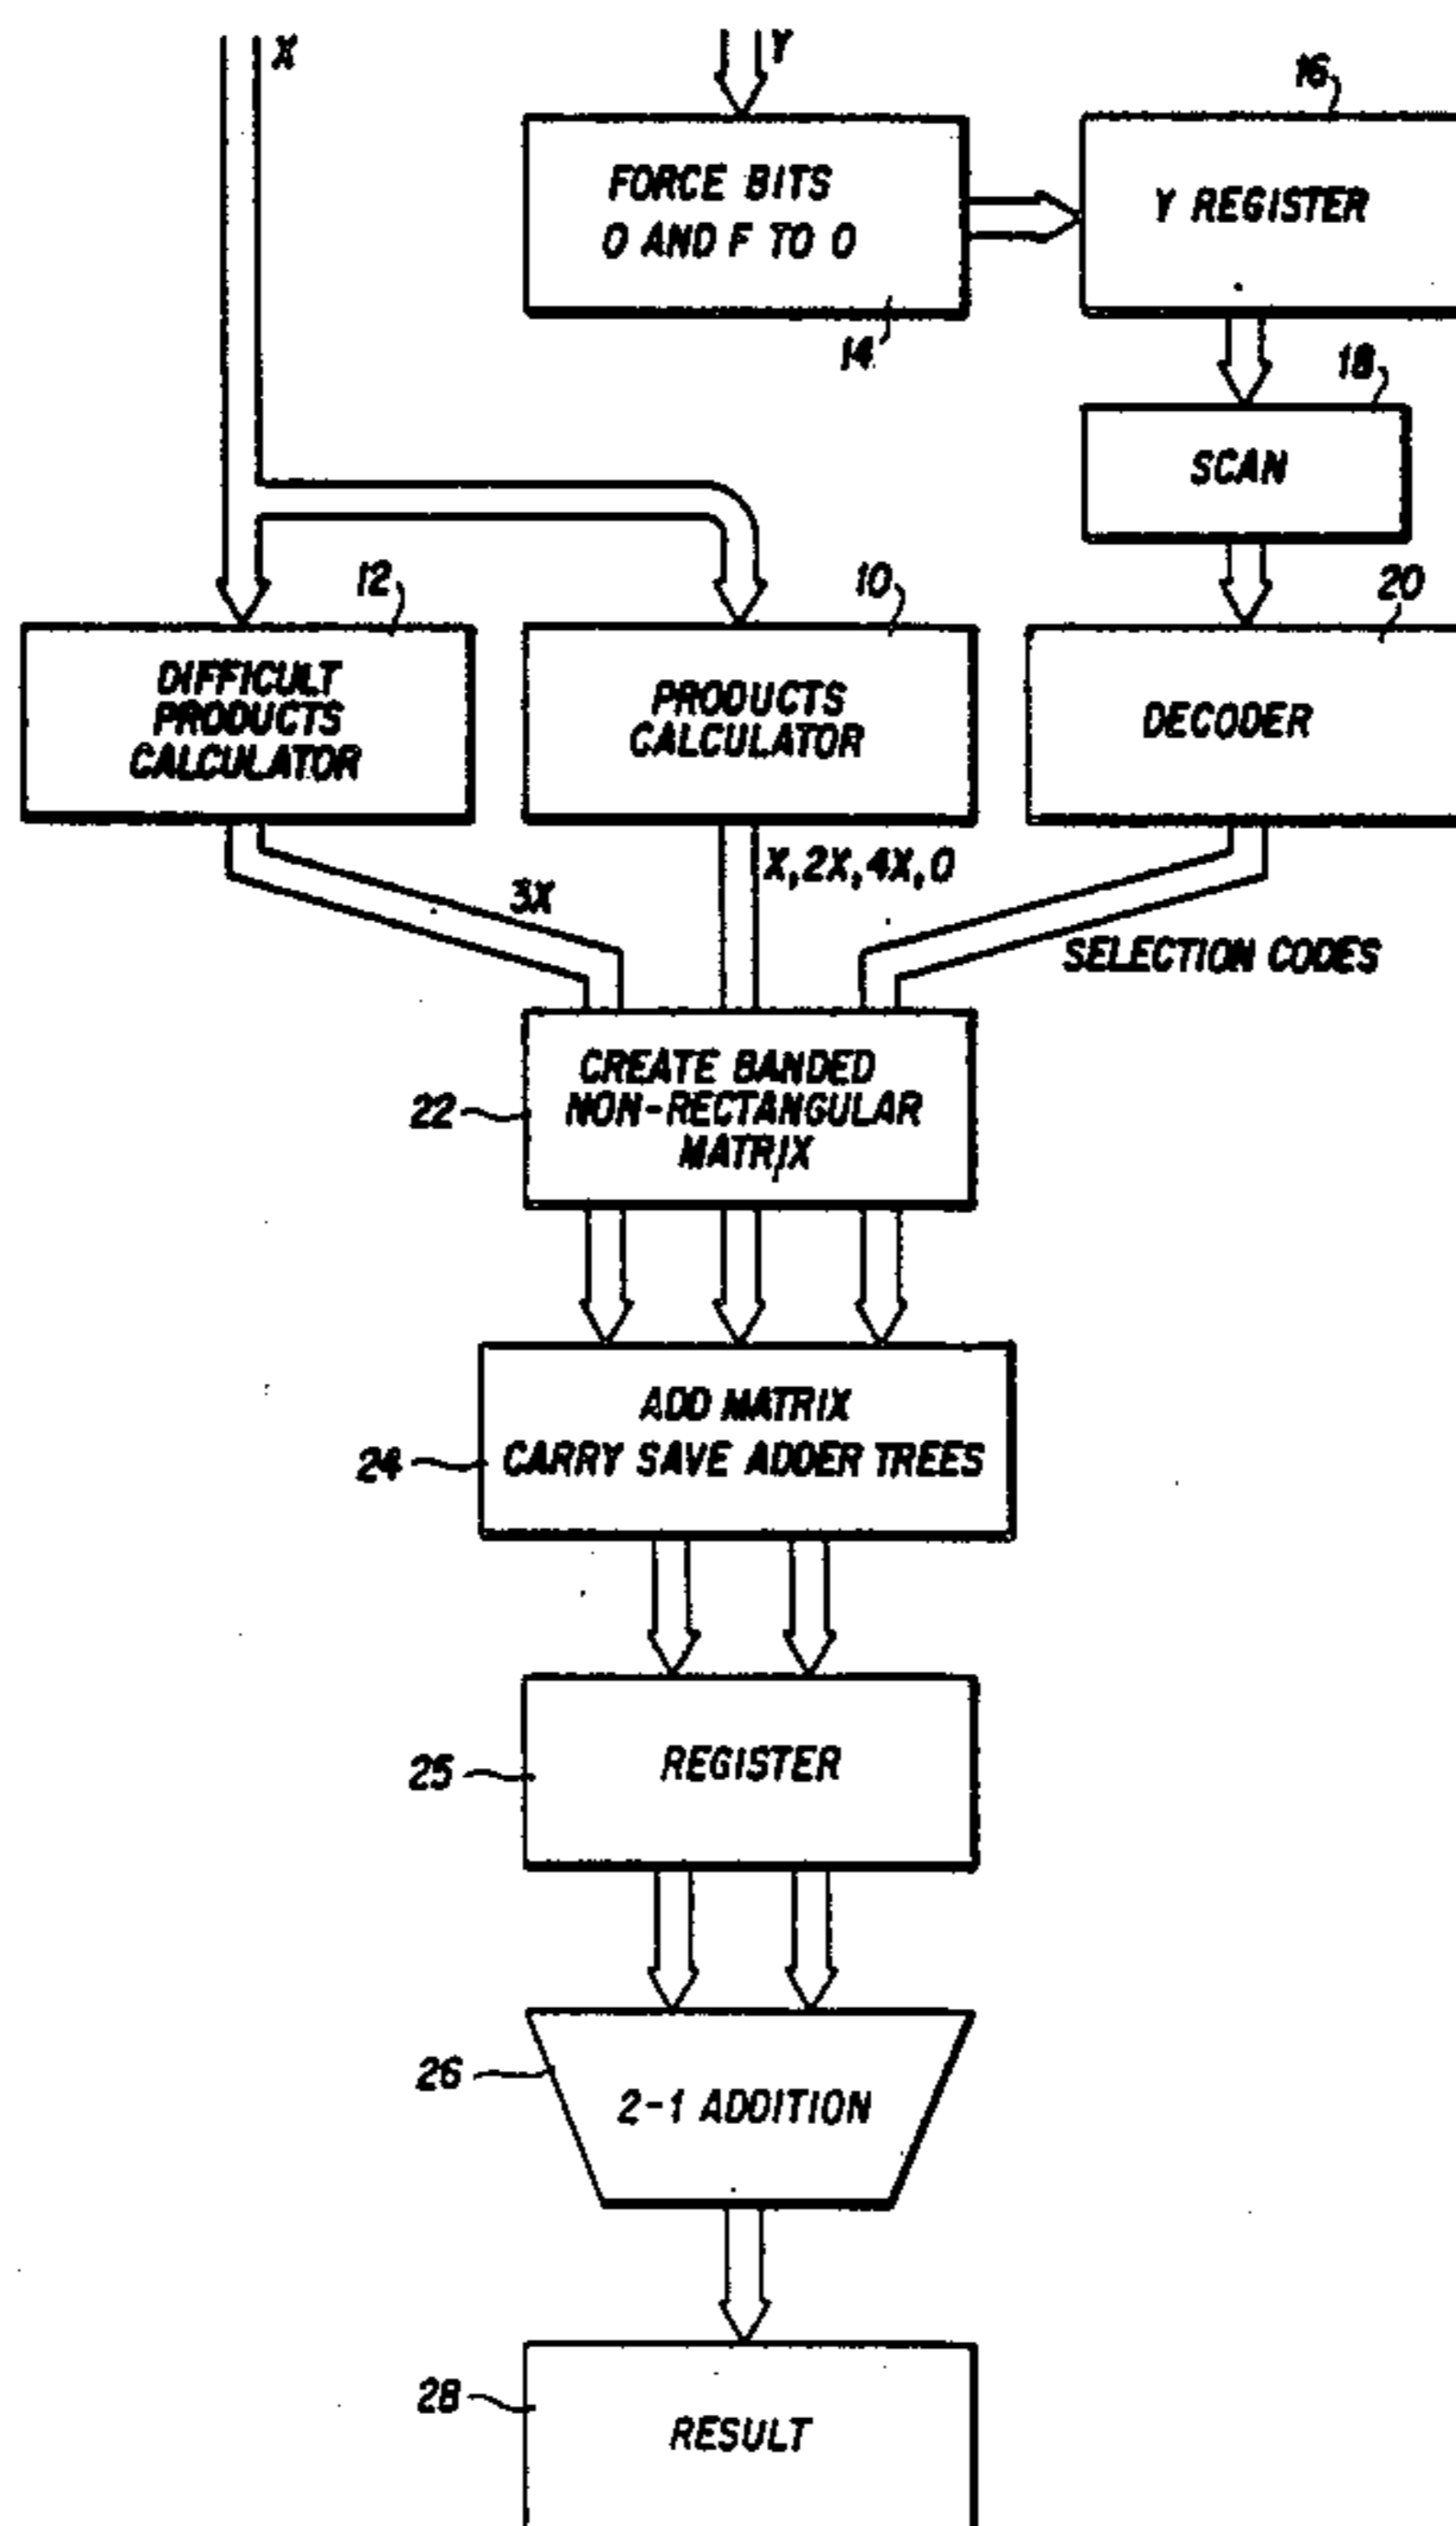 X
Y
16
FORCE BITS
0 AND F TO 0
Y REGISTER
14
18
SCAN
12
10
20
DIFFICULT
PRODUCTS
CALCULATOR
PRODUCTS
CALCULATOR
DECODER
3X
X,2X,4X,0
SELECTION CODES
22
CREATE BANDED
NON-RECTANGULAR
MATRIX
24
ADD MATRIX
CARRY SAVE ADDER TREES
25
REGISTER
26
2-1 ADDITION
28
RESULT